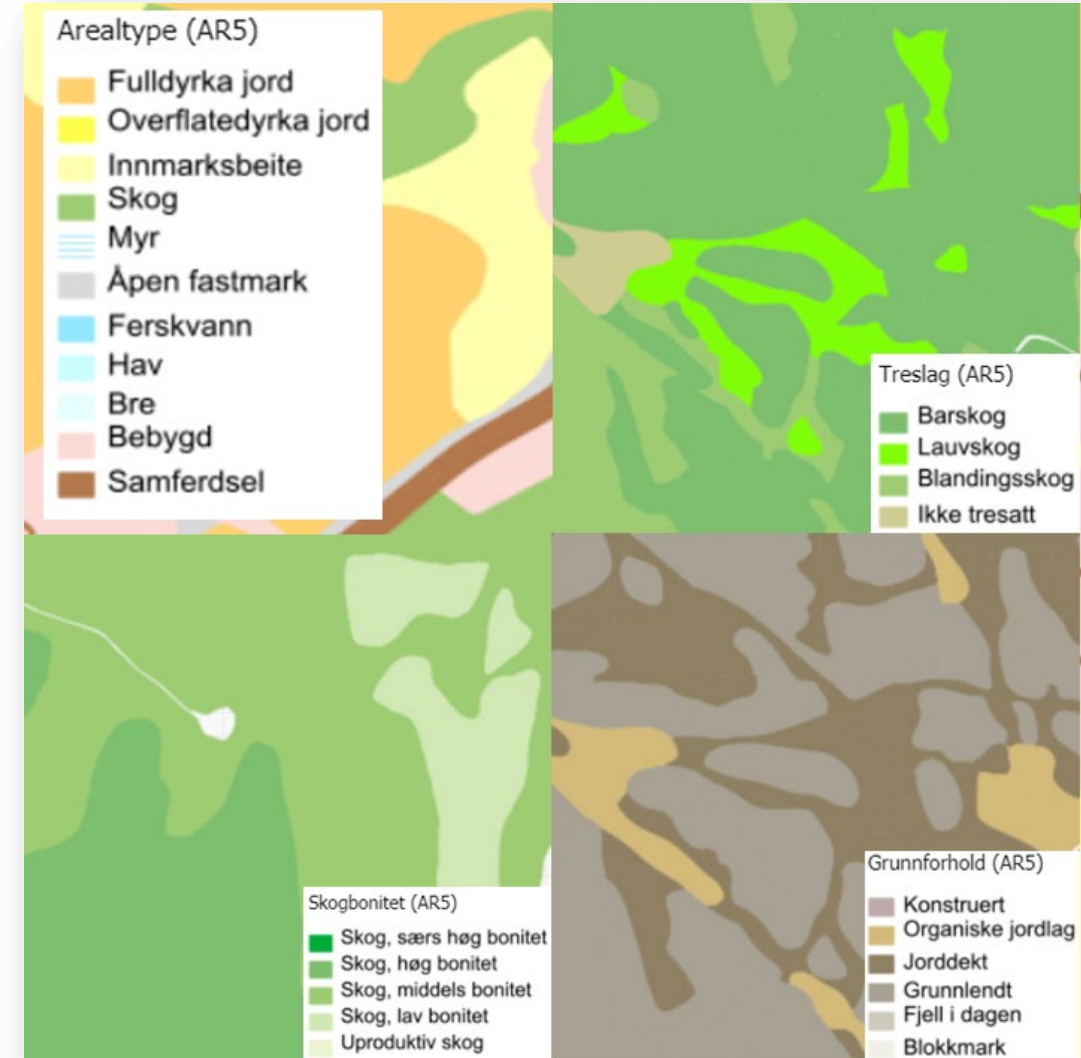 Arealtype (AR5)
Fulldyrka jord
Overflatedyrka jord
Innmarksbeite
Skog
Myr
Åpen fastmark
Ferskvann
Hav
Bre
Bebygd
Samferdsel
Treslag (AR5)
Barskog
Lauvskog
Blandingsskog
Ikke tresatt
Skogbonitet (AR5)
Skog, særs høg bonitet
Skog, høg bonitet
Skog, middels bonitet
Skog, lav bonitet
Uproduktiv skog
Grunnforhold (AR5)
Konstruert
Organiske jordlag
Jorddekt
Grunnlendt
Fjell i dagen
Blokkmark